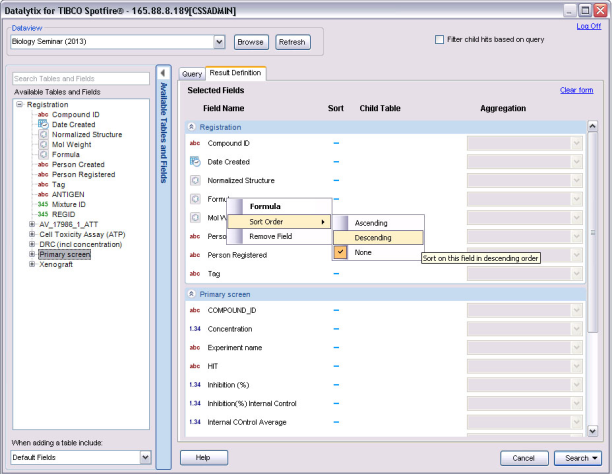 Datalytix for TIBCO Spotfire® - 165.88.8.189[CSSADMIN]
Log Off
Dataview
Biology Seminar (2013)
Browse
Refresh
Filter child hits based on query
Search Tables and Fields
Available Tables and Fields
Registration
abc Compound ID
Date Created
Normalized Structure
Mol Weight
Formula
abc Person Created
abc Person Registered
abc Tag
abc ANTIGEN
345 Mixture ID
345 REGID
AV_17986_1_ATT
Cell Toxicity Assay (ATP)
DRC (incl concentration)
Primary screen
Xenograft
When adding a table include:
Default Fields
Available Tables and Fields
Query
Result Definition
Selected Fields
Clear form
Field Name Sort Child Table Aggregation
Registration
abc Compound ID
Date Created
Normalized Structure
Formu
Mol W
abc Perso
abc Person Registered
abc Tag
Formula
Sort Order
Remove Field
Ascending
Descending
None
Sort on this field in descending order
Primary screen
abc COMPOUND_ID
1.34 Concentration
abc Experiment name
abc HIT
1.34 Inhibition (%)
1.34 Inhibition(%) Internal Control
1.34 Internal COntrol Average
Help
Cancel
Search